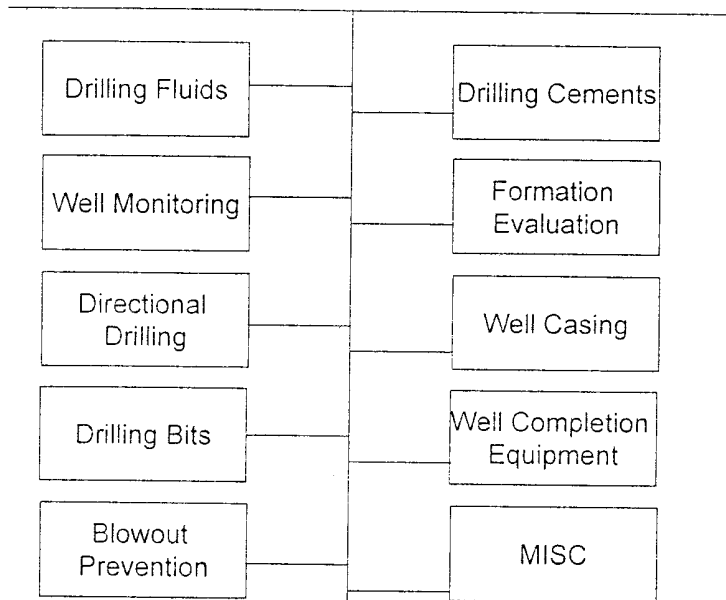 Drilling Fluids
Drilling Cements
Well Monitoring
Formation
Evaluation
Directional
Drilling
Well Casing
Drilling Bits
Well Completion
Equipment
Blowout
Prevention
MISC